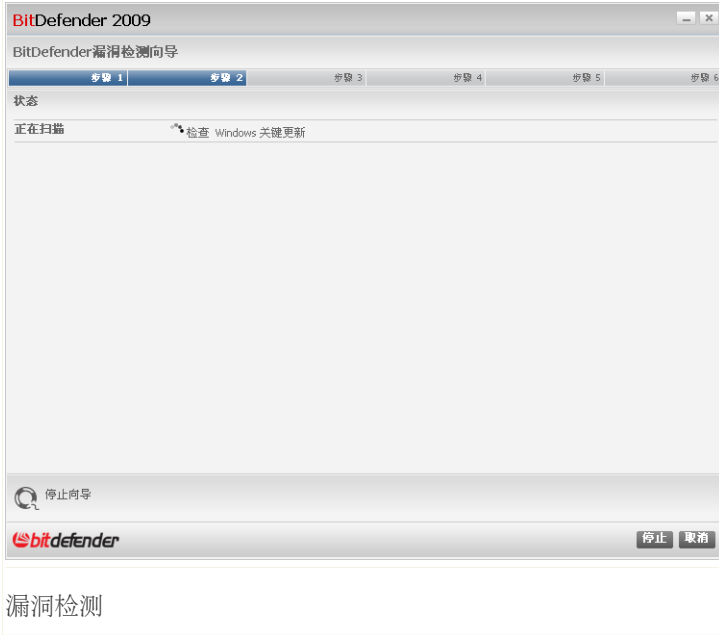 BitDefender 2009
BitDefender漏洞检测向导
步骤 1 步骤 2 步骤 3 步骤 4 步骤 5 步骤 6
状态
正在扫描 检查 Windows 关键更新
停止向导
bitdefender 停止 取消
漏洞检测